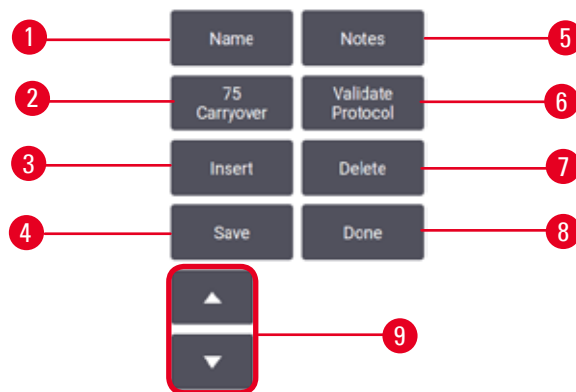 1
Name
Notes
5
2
75
Carryover
Validate
Protocol
6
3
Insert
Delete
7
4
Save
Done
8
9